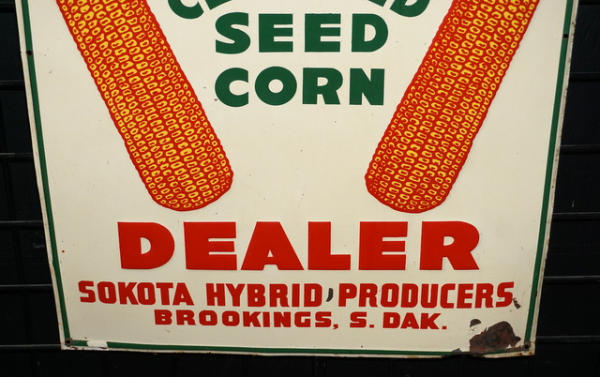 SEED
CORN
DEALER
SOKOTA HYBRID PRODUCERS
BROOKINGS, S. DAK.